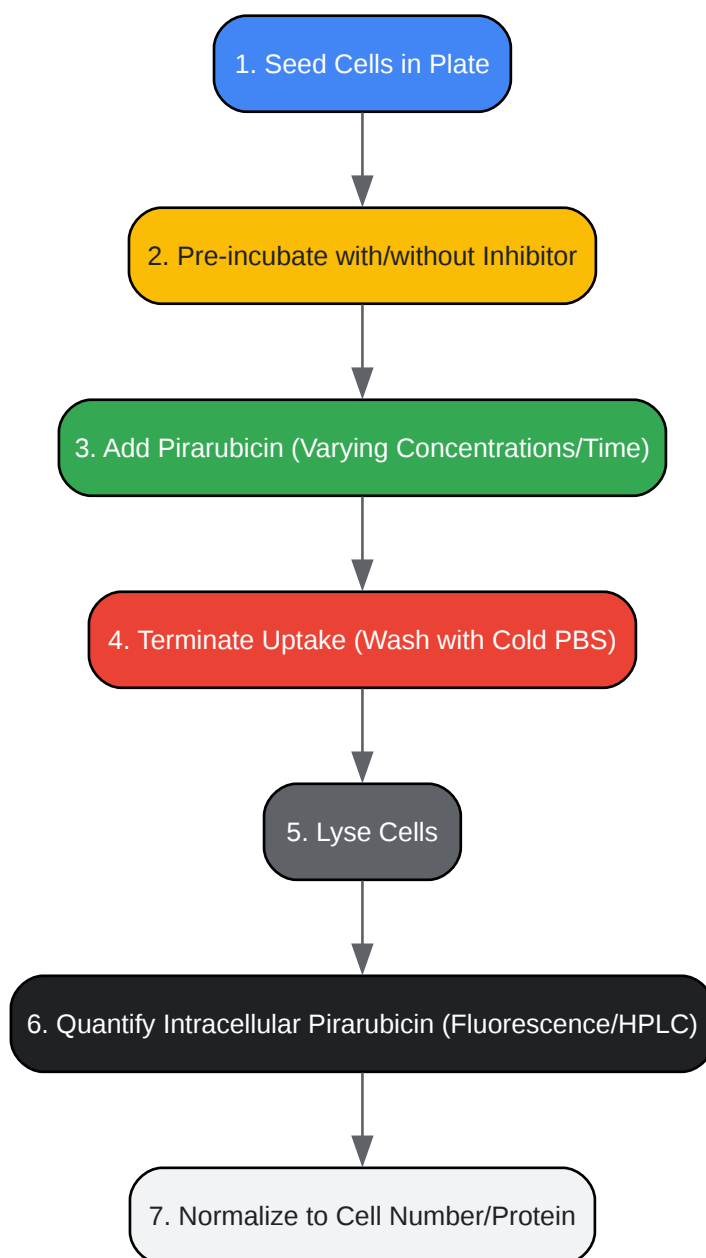 1. Seed Cells in Plate
2. Pre-incubate with/without Inhibitor
3. Add Pirarubicin (Varying Concentrations/Time)
4. Terminate Uptake (Wash with Cold PBS)
5. Lyse Cells
6. Quantify Intracellular Pirarubicin (Fluorescence/HPLC)
7. Normalize to Cell Number/Protein